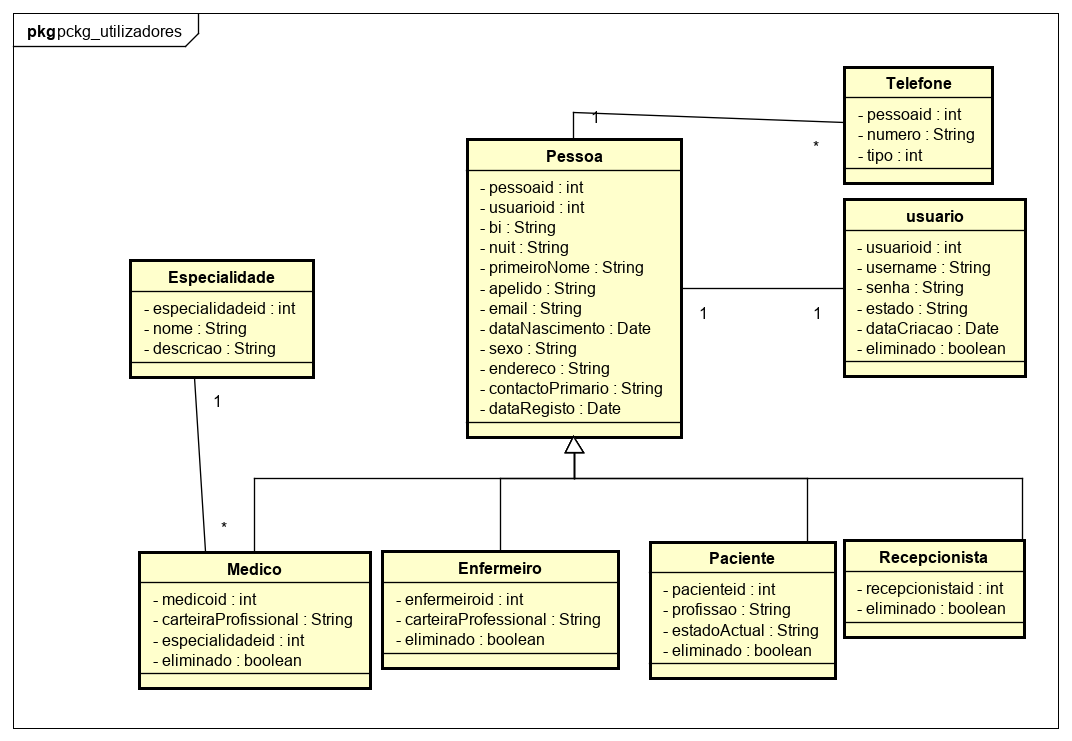 pkg pckg_utilizadores
Telefone
- pessoaid : int
- numero : String
- tipo : int
1
*
Pessoa
- pessoaid : int
- usuarioid : int
- bi : String
- nuit : String
- primeiroNome : String
- apelido : String
- email : String
- dataNascimento : Date
- sexo : String
- endereco : String
- contactoPrimario : String
- dataRegisto : Date
usuario
- usuarioid : int
- username : String
- senha : String
- estado : String
- dataCriacao : Date
- eliminado : boolean
1
1
Especialidade
- especialidadeid : int
- nome : String
- descricao : String
1
*
Medico
- medicoid : int
- carteiraProfissional : String
- especialidadeid : int
- eliminado : boolean
Enfermeiro
- enfermeiroid : int
- carteiraProfessional : String
- eliminado : boolean
Paciente
- pacienteid : int
- profissao : String
- estadoActual : String
- eliminado : boolean
Recepcionista
- recepcionistaid : int
- eliminado : boolean